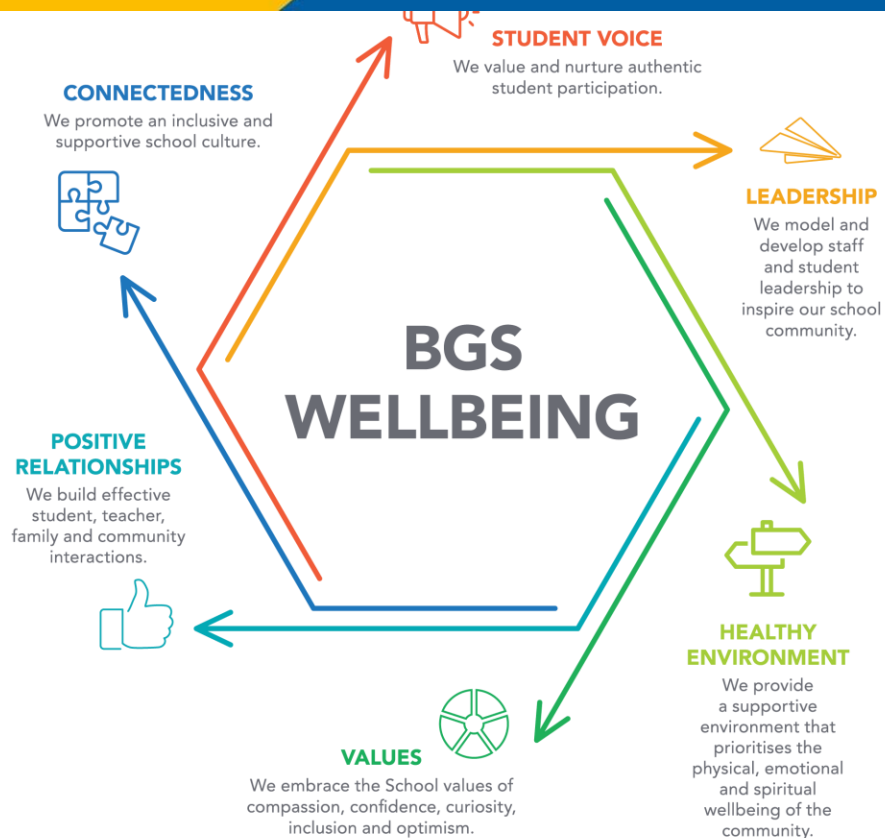 STUDENT VOICE
We value and nurture authentic
student participation.
CONNECTEDNESS
We promote an inclusive and
supportive school culture.
LEADERSHIP
We model and
develop staff
and student
leadership to
inspire our school
community.
BGS
WELLBEING
POSITIVE
RELATIONSHIPS
We build effective
student, teacher,
family and community
interactions.
HEALTHY
ENVIRONMENT
We provide
a supportive
environment that
prioritises the
physical, emotional
and spiritual
wellbeing of the
community.
VALUES
We embrace the School values of
compassion, confidence, curiosity,
inclusion and optimism.